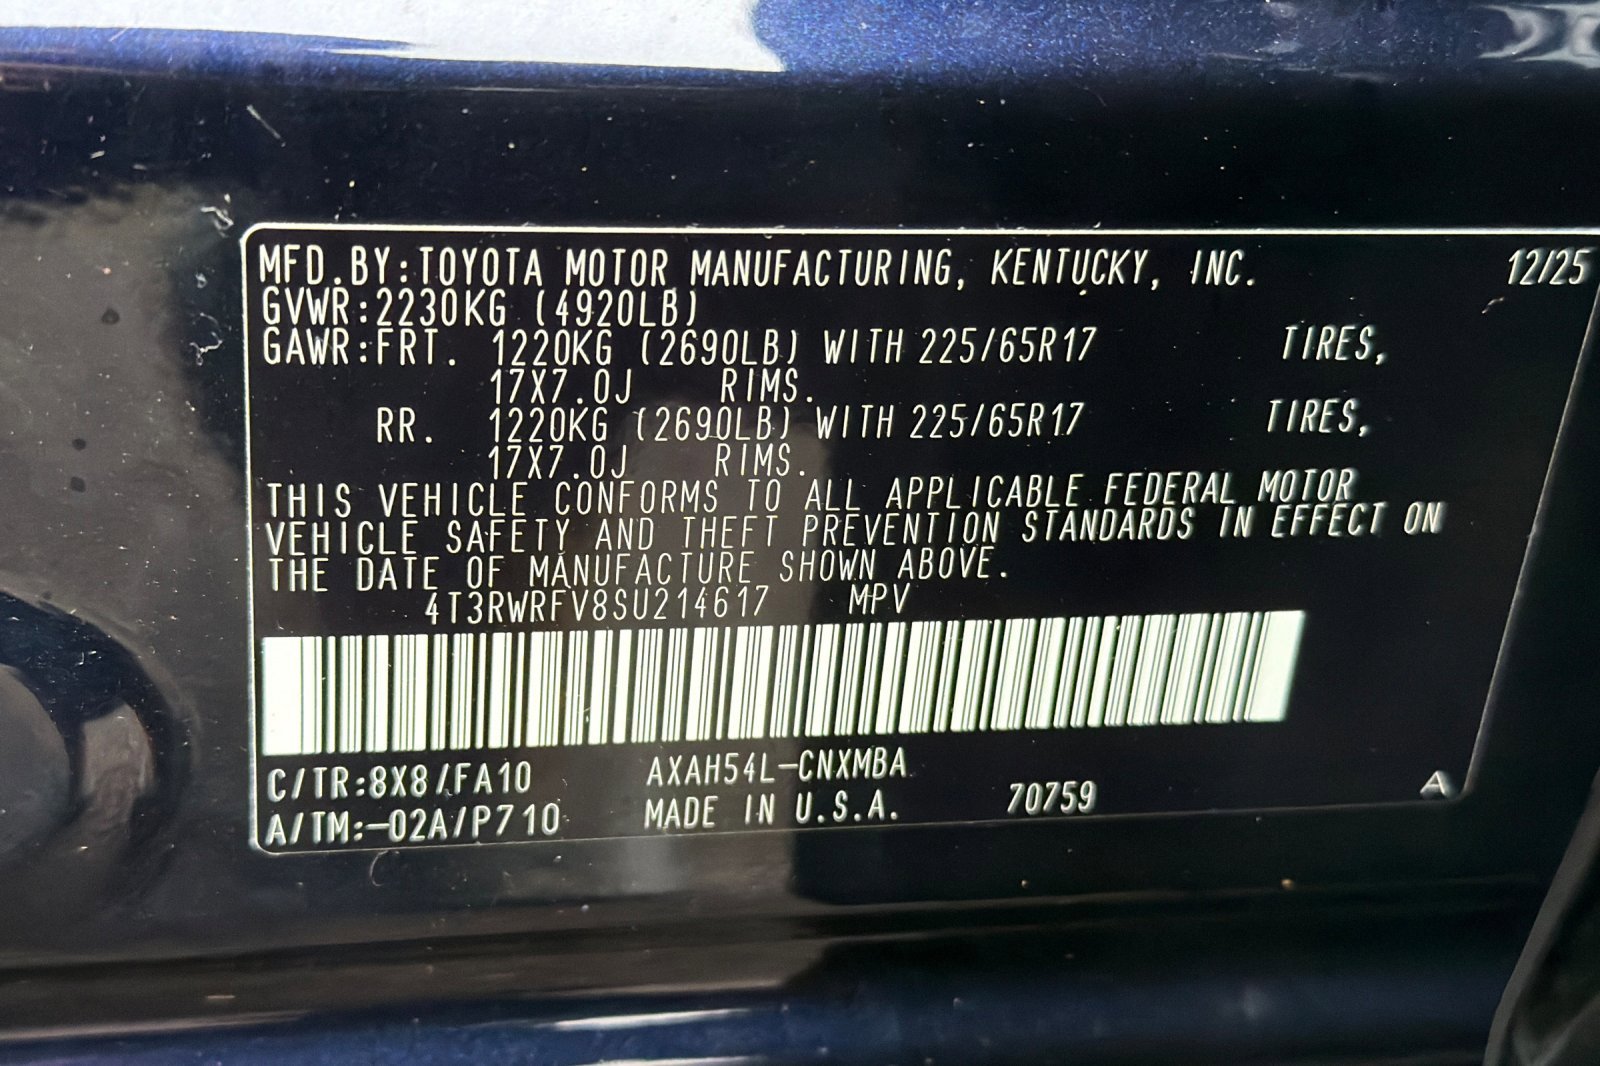 MFD.BY:TOYOTA MOTOR MANUFACTURING, KENTUCKY, INC. 12/25
GVWR:2230KG (4920LB)
GAWR:FRT. 1220KG (2690LB) WITH 225/65R17 TIRES,
17X7.0J RIMS.
RR. 1220KG (2690LB) WITH 225/65R17 TIRES,
17X7.0J RIMS.
THIS VEHICLE CONFORMS TO ALL APPLICABLE FEDERAL MOTOR
VEHICLE SAFETY AND THEFT PREVENTION STANDARDS IN EFFECT ON
THE DATE OF MANUFACTURE SHOWN ABOVE.
4T3RWRFV8SU214617 MPV
C/TR:8X8/FA10 AXAH54L-CNXMBA
A/TM:-02A/P710 MADE IN U.S.A. 70759 A